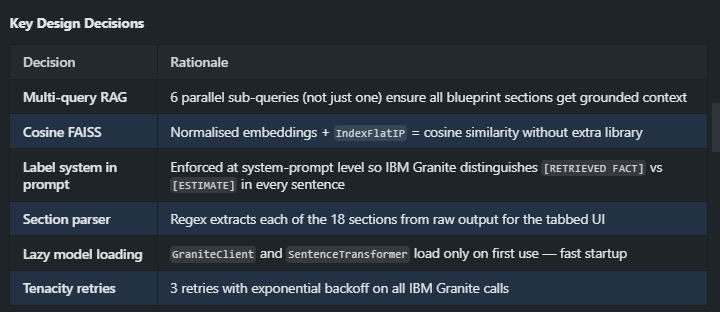 Key Design Decisions
Decision Rationale
Multi-query RAG 6 parallel sub-queries (not just one) ensure all blueprint sections get grounded context
Cosine FAISS Normalised embeddings + IndexFlatIP = cosine similarity without extra library
Label system in prompt Enforced at system-prompt level so IBM Granite distinguishes [RETRIEVED FACT] vs
[ESTIMATE] in every sentence
Section parser Regex extracts each of the 18 sections from raw output for the tabbed UI
Lazy model loading GraniteClient and SentenceTransformer load only on first use — fast startup
Tenacity retries 3 retries with exponential backoff on all IBM Granite calls